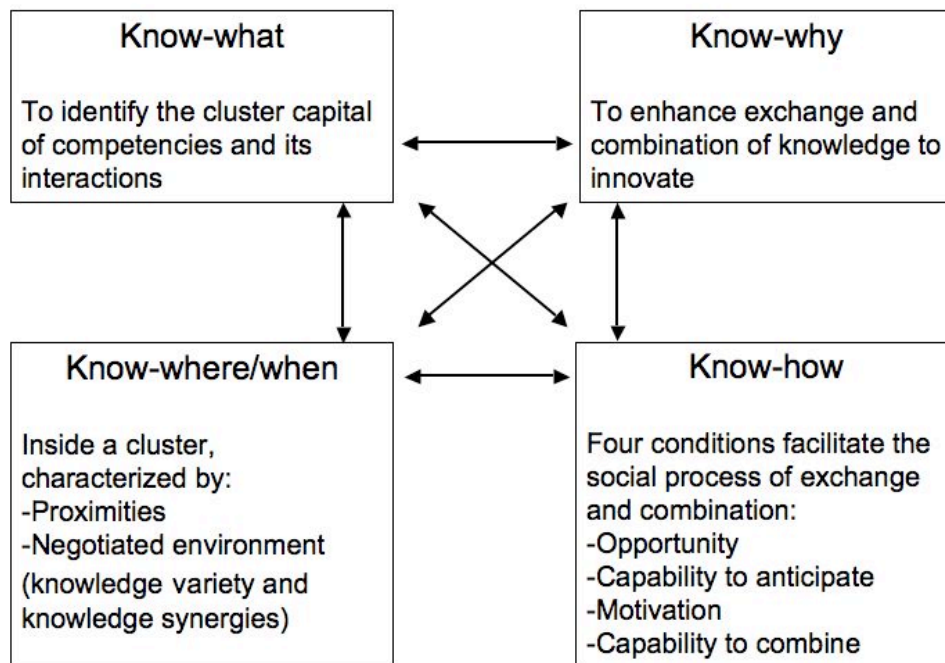 Know-what
To identify the cluster capital
of competencies and its
interactions
Know-why
To enhance exchange and
combination of knowledge to
innovate
Know-where/when
Inside a cluster,
characterized by:
-Proximities
-Negotiated environment
(knowledge variety and
knowledge synergies)
Know-how
Four conditions facilitate the
social process of exchange
and combination:
-Opportunity
-Capability to anticipate
-Motivation
-Capability to combine